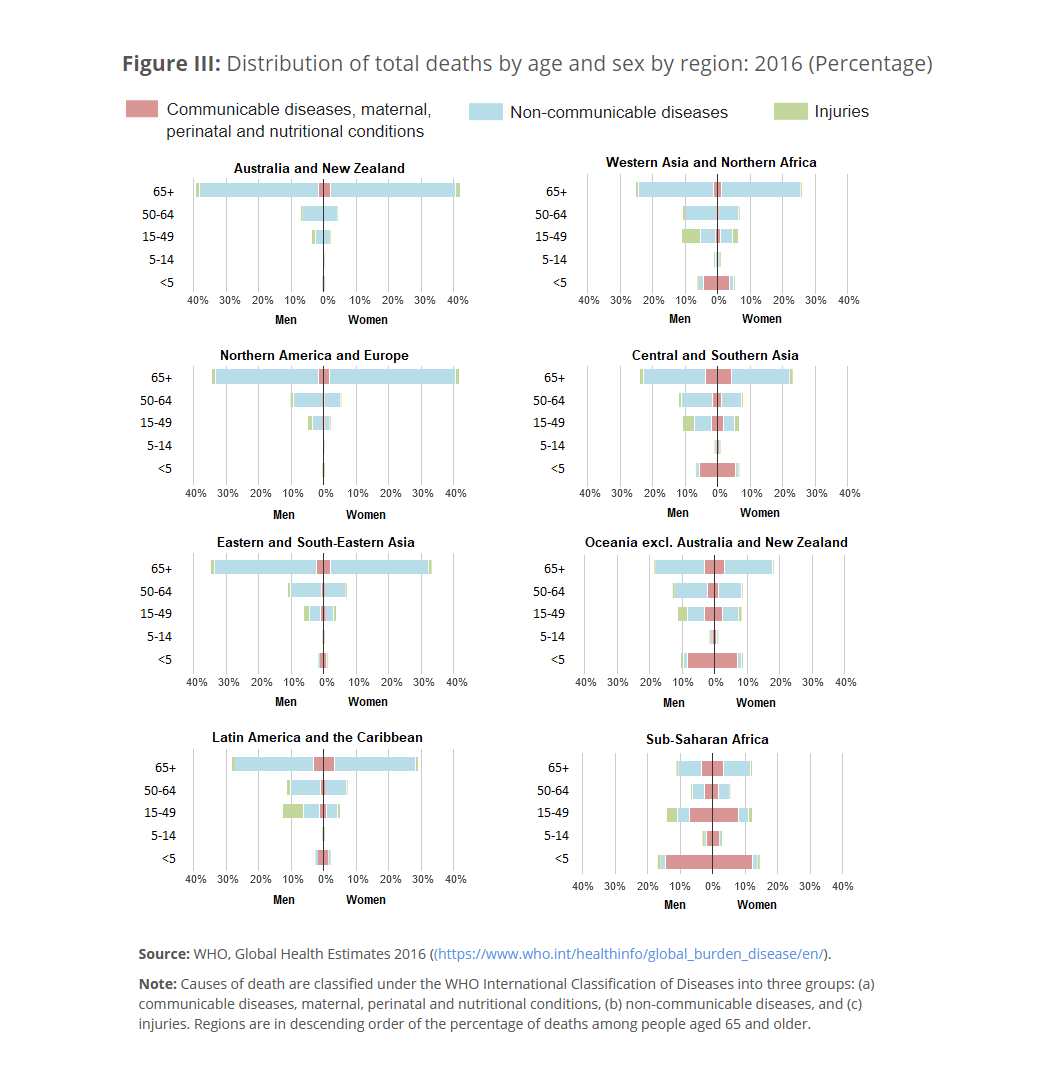 Figure III: Distribution of total deaths by age and sex by region: 2016 (Percentage)
Communicable diseases, maternal,
perinatal and nutritional conditions
Non-communicable diseases
Injuries
Australia and New Zealand
65+
50-64
15-49
5-14
<5
40% 30% 20% 10% 0% 10% 20% 30% 40%
Men Women
Western Asia and Northern Africa
65+
50-64
15-49
5-14
<5
40% 30% 20% 10% 0% 10% 20% 30% 40%
Men Women
Northern America and Europe
65+
50-64
15-49
5-14
<5
40% 30% 20% 10% 0% 10% 20% 30% 40%
Men Women
Central and Southern Asia
65+
50-64
15-49
5-14
<5
40% 30% 20% 10% 0% 10% 20% 30% 40%
Men Women
Eastern and South-Eastern Asia
65+
50-64
15-49
5-14
<5
40% 30% 20% 10% 0% 10% 20% 30% 40%
Men Women
Oceania excl. Australia and New Zealand
65+
50-64
15-49
5-14
<5
40% 30% 20% 10% 0% 10% 20% 30% 40%
Men Women
Latin America and the Caribbean
65+
50-64
15-49
5-14
<5
40% 30% 20% 10% 0% 10% 20% 30% 40%
Men Women
Sub-Saharan Africa
65+
50-64
15-49
5-14
<5
40% 30% 20% 10% 0% 10% 20% 30% 40%
Men Women
Source: WHO, Global Health Estimates 2016 ((https://www.who.int/healthinfo/global_burden_disease/en/).
Note: Causes of death are classified under the WHO International Classification of Diseases into three groups: (a)
communicable diseases, maternal, perinatal and nutritional conditions, (b) non-communicable diseases, and (c)
injuries. Regions are in descending order of the percentage of deaths among people aged 65 and older.